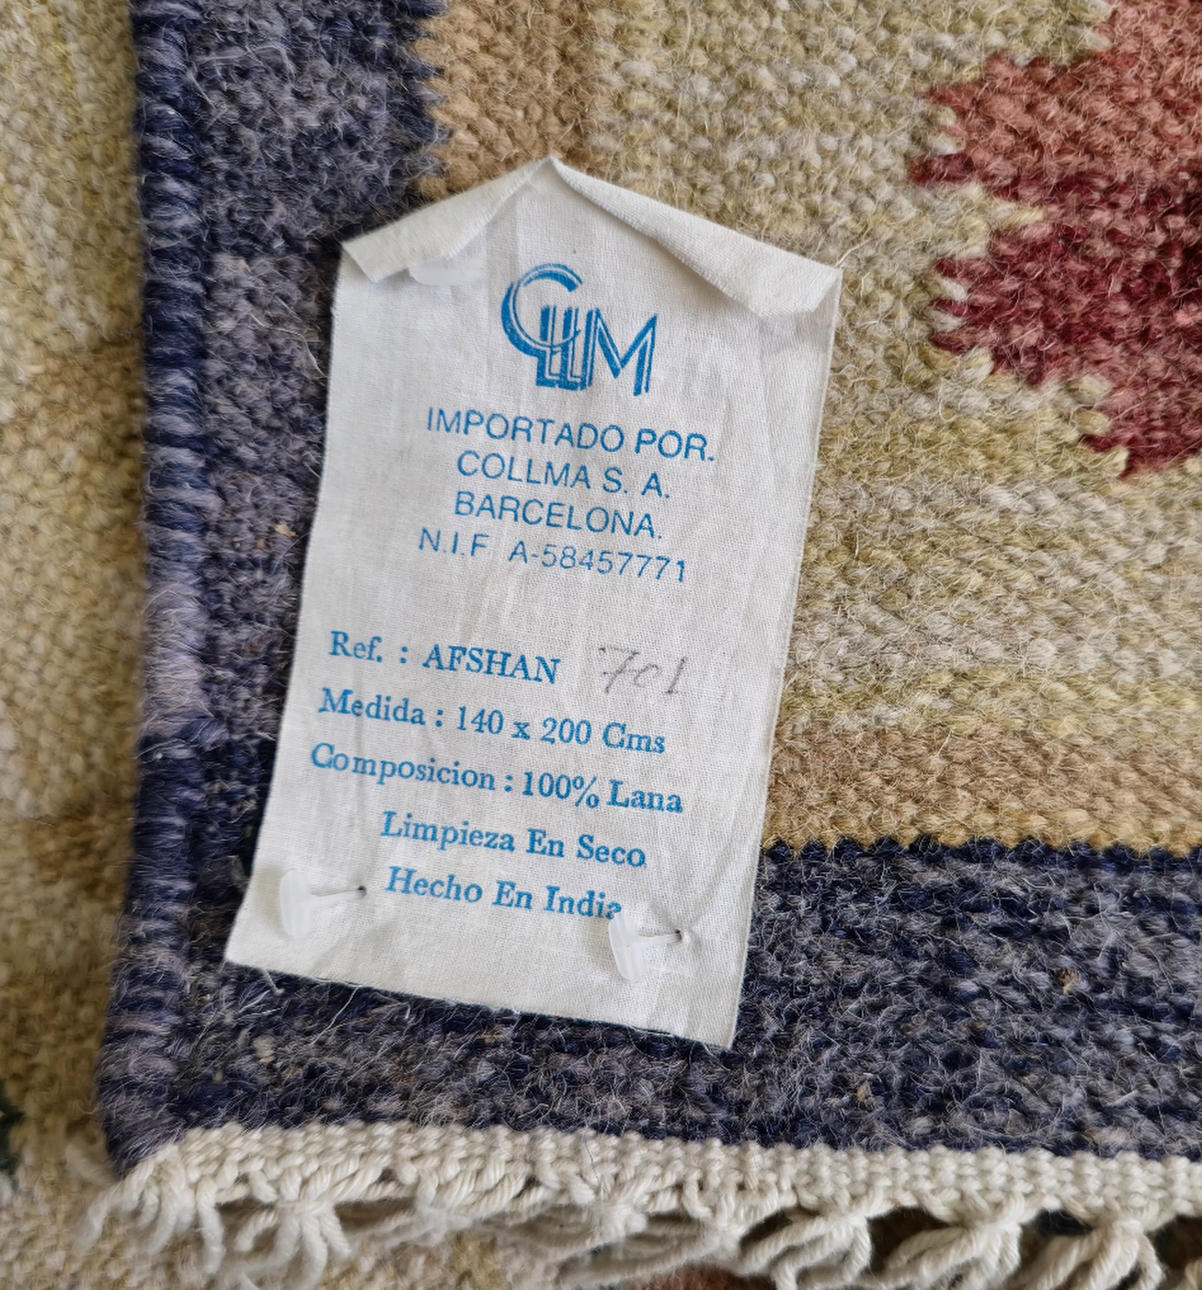 CLLM
IMPORTADO POR.
COLLMA S. A.
BARCELONA.
N.I.F A-58457771
Ref. : AFSHAN 701
Medida : 140 x 200 Cms
Composicion : 100% Lana
Limpieza En Seco
Hecho En India